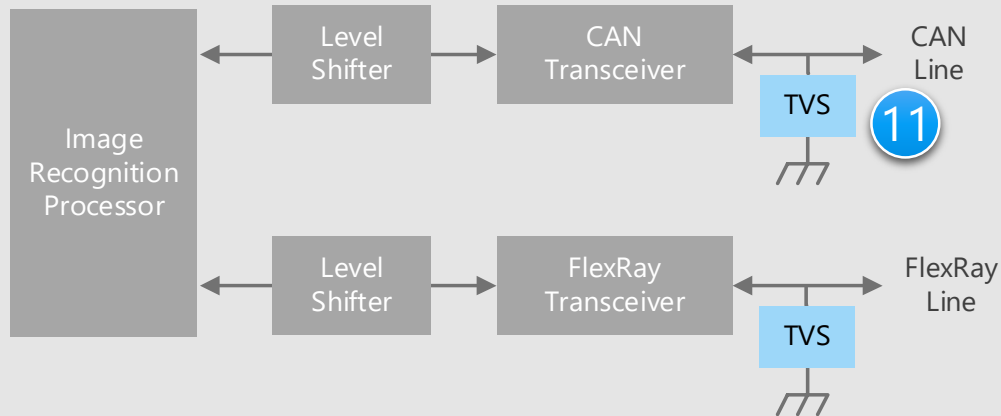 Image
Recognition
Processor
Level
Shifter
CAN
Transceiver
CAN
Line
TVS
11
Level
Shifter
FlexRay
Transceiver
FlexRay
Line
TVS